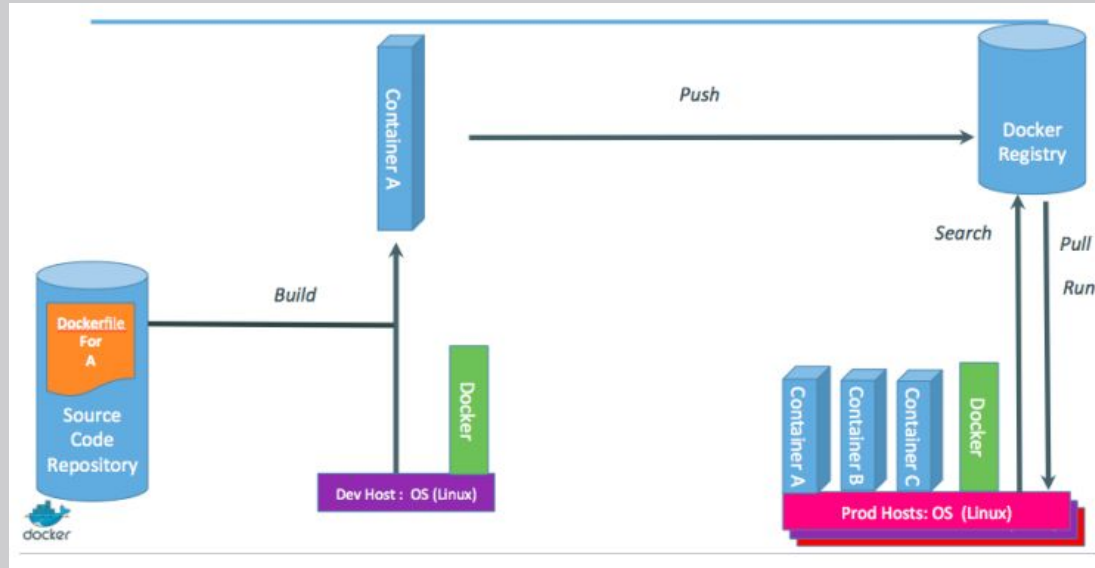 Container A
Push
Docker
Registry
Search
Pull
Run
Build
Dockerfile
For
A
Source
Code
Repository
Docker
Dev Host : OS (Linux)
Container A
Container B
Container C
Docker
Prod Hosts: OS (Linux)
docker